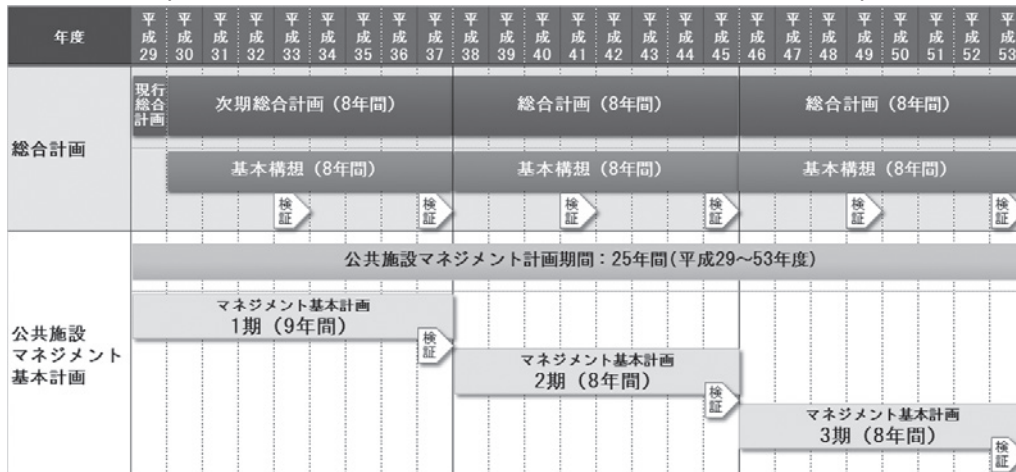 年度
平成29
平成30
平成31
平成32
平成33
平成34
平成35
平成36
平成37
平成38
平成39
平成40
平成41
平成42
平成43
平成44
平成45
平成46
平成47
平成48
平成49
平成50
平成51
平成52
平成53
総合計画
現行
総合
計画
次期総合計画（8年間）
総合計画（8年間）
総合計画（8年間）
基本構想（8年間）
基本構想（8年間）
基本構想（8年間）
検証
検証
検証
検証
検証
検証
公共施設
マネジメント
基本計画
公共施設マネジメント計画期間：25年間(平成29～53年度)
マネジメント基本計画
1期（9年間）
検証
マネジメント基本計画
2期（8年間）
検証
マネジメント基本計画
3期（8年間）
検証